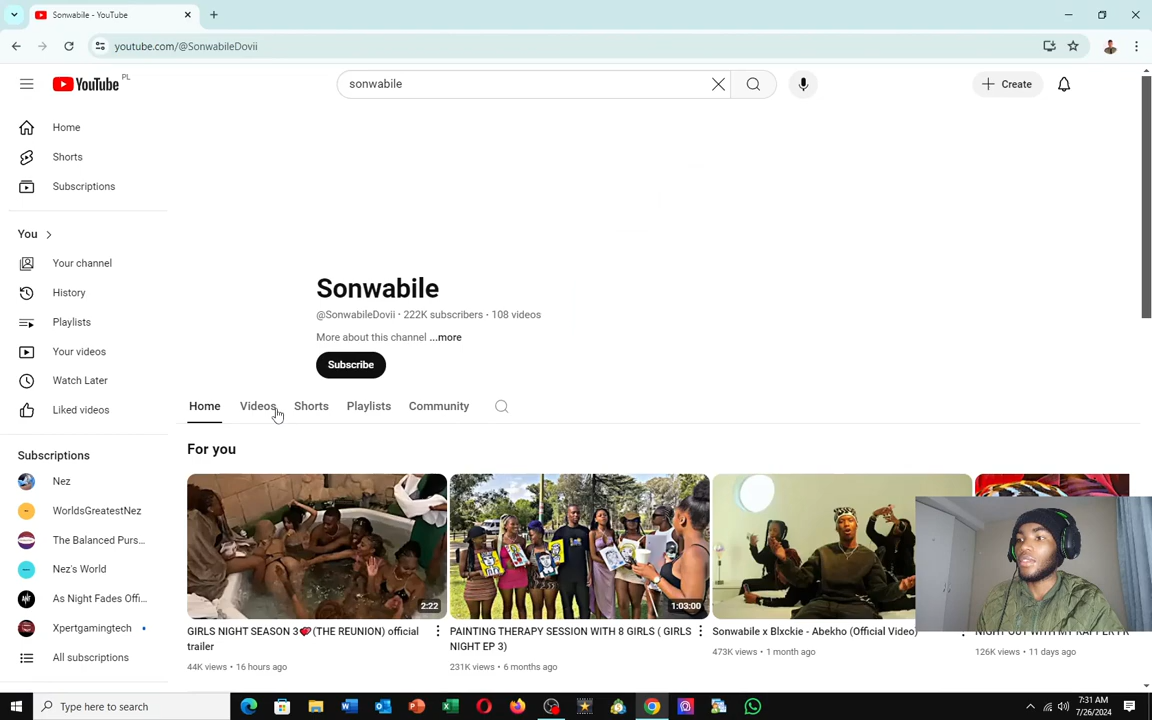 Sonwabile - YouTube
youtube.com/@SonwabileDovii
YouTube PL
sonwabile
Create
Home
Shorts
Subscriptions
You
Your channel
History
Playlists
Your videos
Watch Later
Liked videos
Subscriptions
Nez
WorldsGreatestNez
The Balanced Purs...
Nez's World
As Night Fades Offi...
Xpertgamingtech
All subscriptions
Sonwabile
@SonwabileDovii • 222K subscribers • 108 videos
More about this channel ...more
Subscribe
Home Videos Shorts Playlists Community
For you
2:22
1:03:00
GIRLS NIGHT SEASON 3❤️(THE REUNION) official trailer
44K views • 16 hours ago
PAINTING THERAPY SESSION WITH 8 GIRLS ( GIRLS NIGHT EP 3)
231K views • 6 months ago
Sonwabile x Blxckie - Abekho (Official Video)
473K views • 1 month ago
NIGHT OUT WITH MY RAPPER FR
126K views • 11 days ago
Type here to search
7:31 AM
7/26/2024